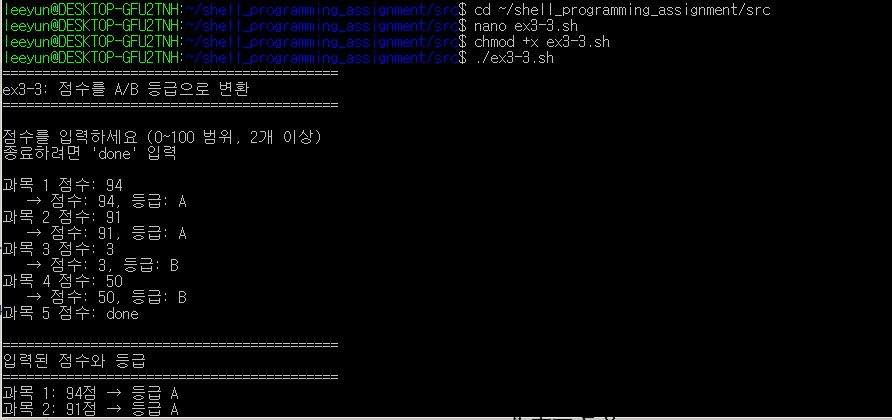 leeyun@DESKTOP-GFU2TNH:~/shell_programming_assignment/src$ cd ~/shell_programming_assignment/src
leeyun@DESKTOP-GFU2TNH:~/shell_programming_assignment/src$ nano ex3-3.sh
leeyun@DESKTOP-GFU2TNH:~/shell_programming_assignment/src$ chmod +x ex3-3.sh
leeyun@DESKTOP-GFU2TNH:~/shell_programming_assignment/src$ ./ex3-3.sh
==========================================
ex3-3: 점수를 A/B 등급으로 변환
==========================================
점수를 입력하세요 (0~100 범위, 2개 이상)
종료하려면 'done' 입력
과목 1 점수: 94
→ 점수: 94, 등급: A
과목 2 점수: 91
→ 점수: 91, 등급: A
과목 3 점수: 3
→ 점수: 3, 등급: B
과목 4 점수: 50
→ 점수: 50, 등급: B
과목 5 점수: done
==========================================
입력된 점수와 등급
==========================================
과목 1: 94점 → 등급 A
과목 2: 91점 → 등급 A